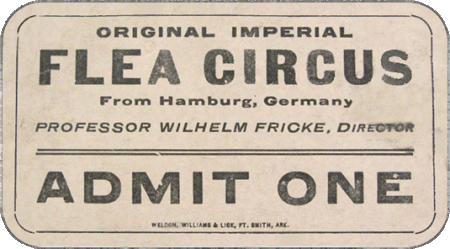 ORIGINAL IMPERIAL
FLEA CIRCUS
From Hamburg, Germany
PROFESSOR WILHELM FRICKE, DIRECTOR
ADMIT ONE
WELDON, WILLIAMS & LICK, FT. SMITH, ARK.